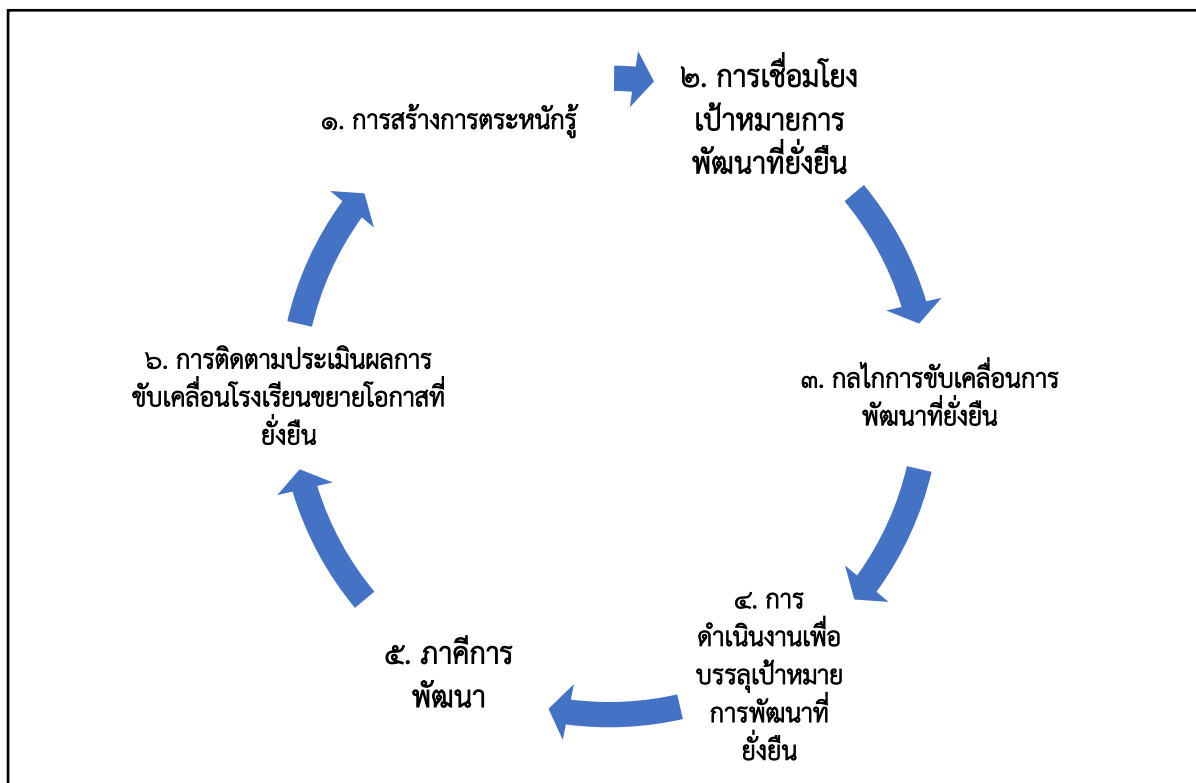 ๑. การสร้างการตระหนักรู้
๒. การเชื่อมโยง
เป้าหมายการ
พัฒนาที่ยั่งยืน
๓. กลไกการขับเคลื่อนการ
พัฒนาที่ยั่งยืน
๔. การ
ดำเนินงานเพื่อ
บรรลุเป้าหมาย
การพัฒนาที่
ยั่งยืน
๕. ภาคีการ
พัฒนา
๖. การติดตามประเมินผลการ
ขับเคลื่อนโรงเรียนขยายโอกาสที่
ยั่งยืน